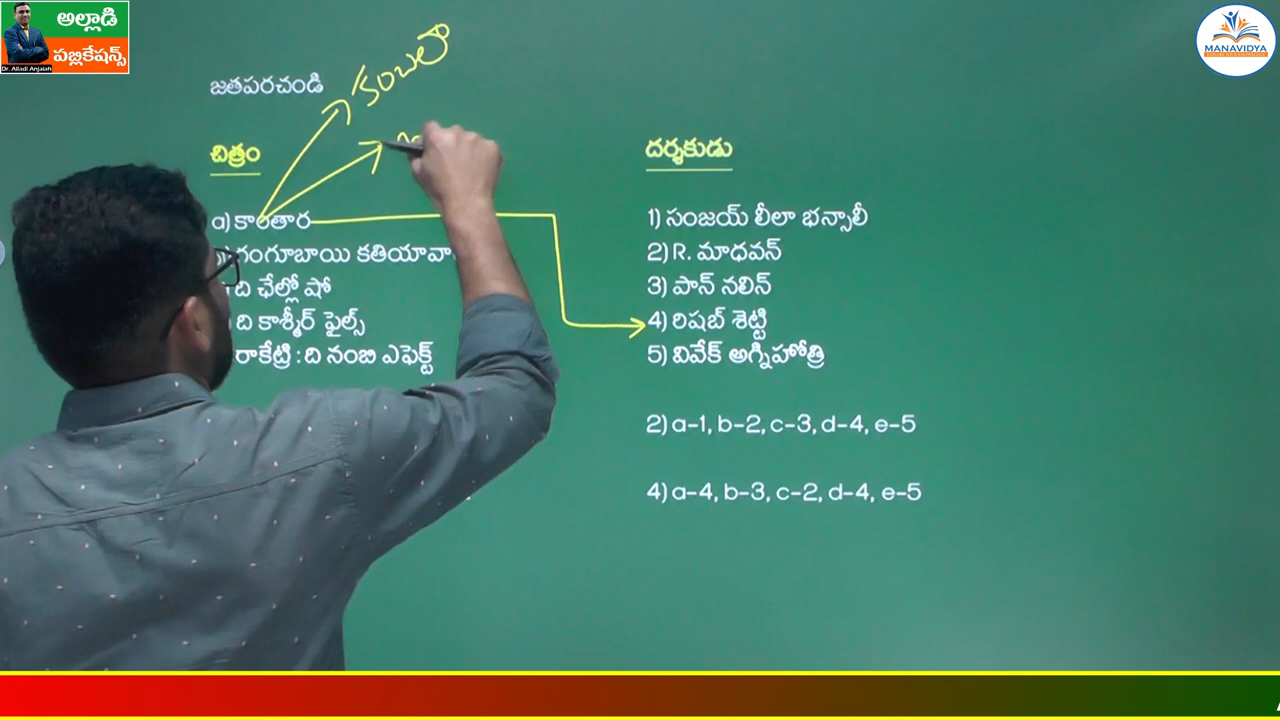 అల్లాడి
పబ్లికేషన్స్
Dr. Alladi Anjaiah
MANAVIDYA
జతపరచండి
కంబలా
చిత్రం
దర్శకుడు
a) కాంతార
1) సంజయ్ లీలా భన్సాలీ
గంగూబాయి కతియావా
2) R. మాధవన్
ది ఛేల్లో షో
3) పాన్ నలిన్
ది కాశ్మీర్ ఫైల్స్
4) రిషబ్ శెట్టి
రాకేట్రి : ది నంబి ఎఫెక్ట్
5) వివేక్ అగ్నిహోత్రి
2) a-1, b-2, c-3, d-4, e-5
4) a-4, b-3, c-2, d-4, e-5